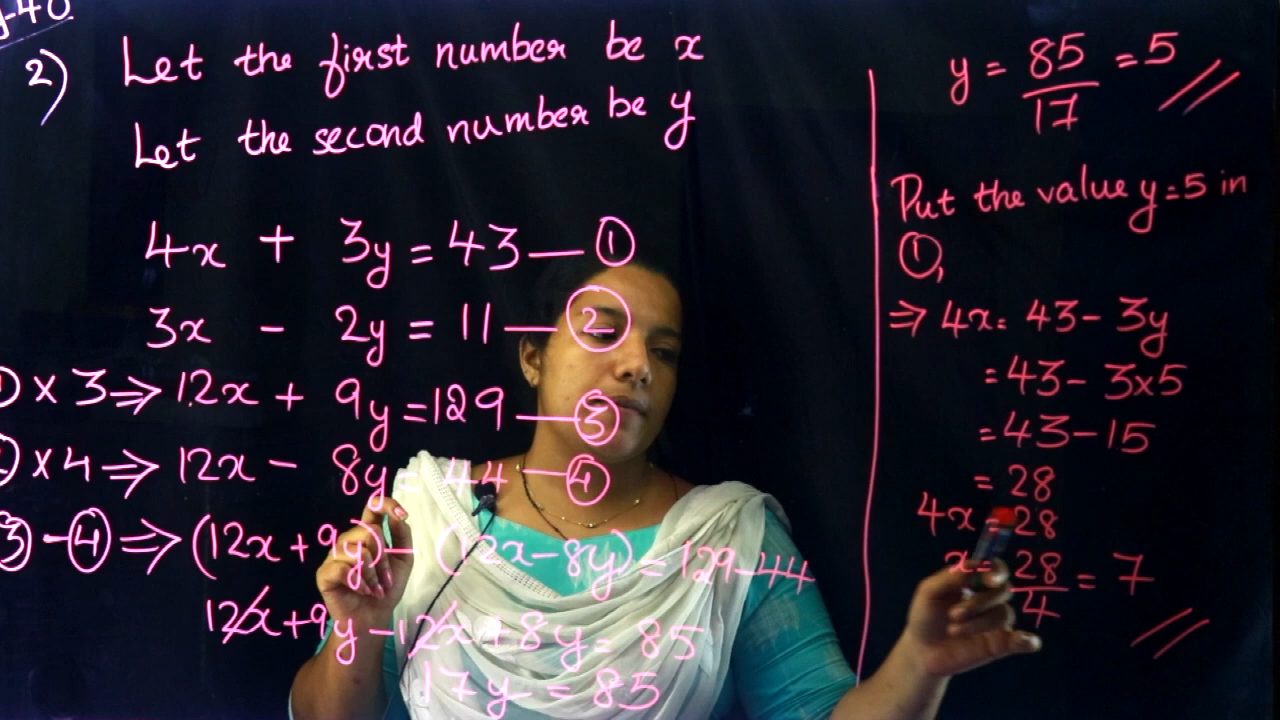 2) Let the first number be x
Let the second number be y
4x + 3y = 43 — ①
3x - 2y = 11 — ②
① × 3 ⇒ 12x + 9y = 129 — ③
② × 4 ⇒ 12x - 8y = 44 — ④
③ - ④ ⇒ (12x + 9y) - (12x - 8y) = 129 - 44
12x + 9y - 12x + 8y = 85
17y = 85
y = 85/17 = 5 //
Put the value y = 5 in
①,
⇒ 4x = 43 - 3y
= 43 - 3×5
= 43 - 15
= 28
4x = 28
x = 28/4 = 7 //